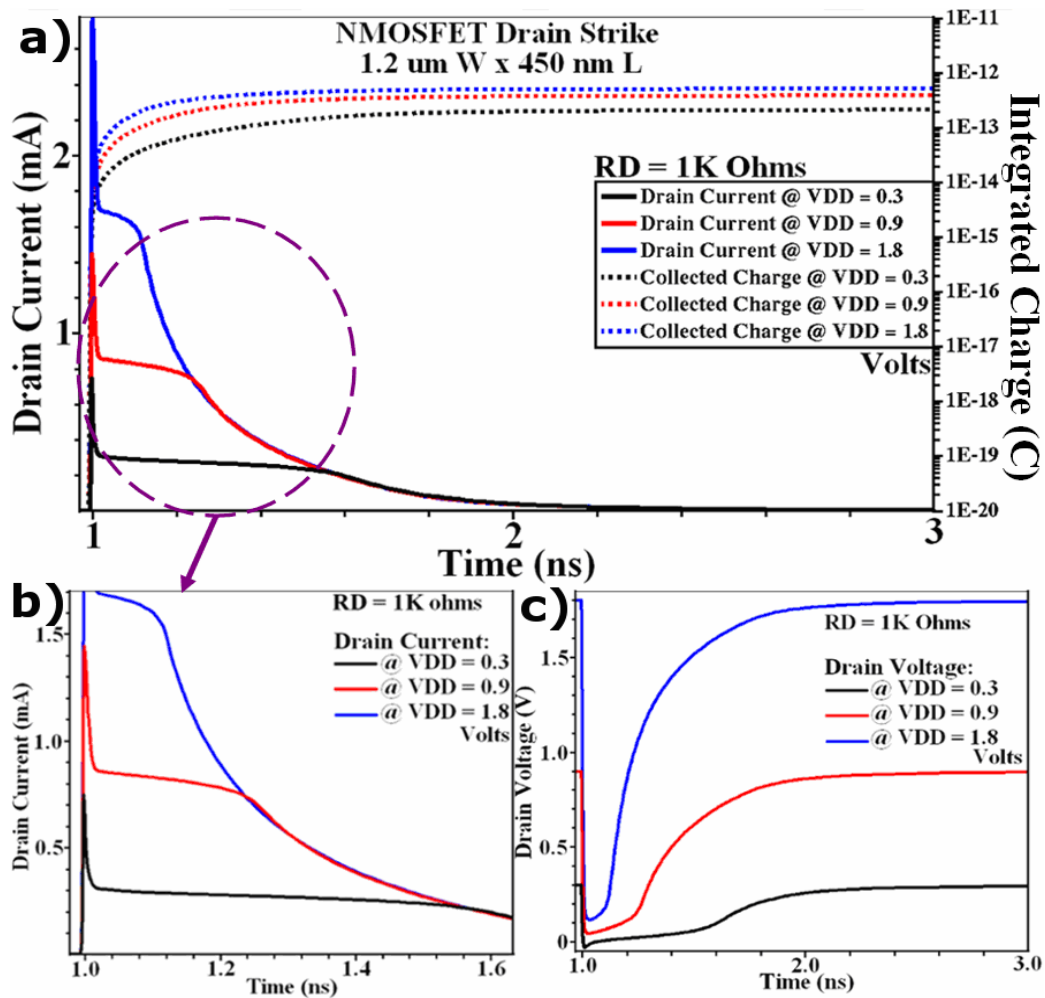 a)
NMOSFET Drain Strike
1.2 um W x 450 nm L
Drain Current (mA)
2
1
1E-11
1E-12
1E-13
1E-14
1E-15
1E-16
1E-17
1E-18
1E-19
1E-20
Integrated Charge (C)
RD = 1K Ohms
Drain Current @ VDD = 0.3
Drain Current @ VDD = 0.9
Drain Current @ VDD = 1.8
Collected Charge @ VDD = 0.3
Collected Charge @ VDD = 0.9
Collected Charge @ VDD = 1.8
Volts
1
2
3
Time (ns)
b)
RD = 1K ohms
Drain Current:
@ VDD = 0.3
@ VDD = 0.9
@ VDD = 1.8
Volts
Drain Current (mA)
1.5
1.0
0.5
1.0
1.2
1.4
1.6
Time (ns)
c)
RD = 1K Ohms
Drain Voltage:
@ VDD = 0.3
@ VDD = 0.9
@ VDD = 1.8
Volts
Drain Voltage (V)
1.5
1
0.5
0
1.0
2.0
3.0
Time (ns)